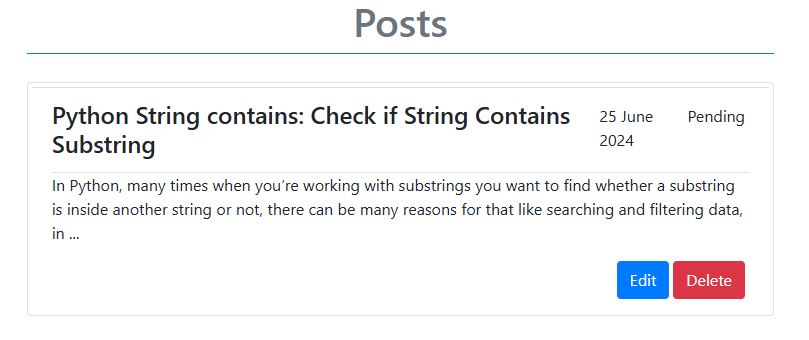 Posts
Python String contains: Check if String Contains
Substring
25 June
2024
Pending
In Python, many times when you’re working with substrings you want to find whether a substring
is inside another string or not, there can be many reasons for that like searching and filtering data,
in ...
Edit
Delete